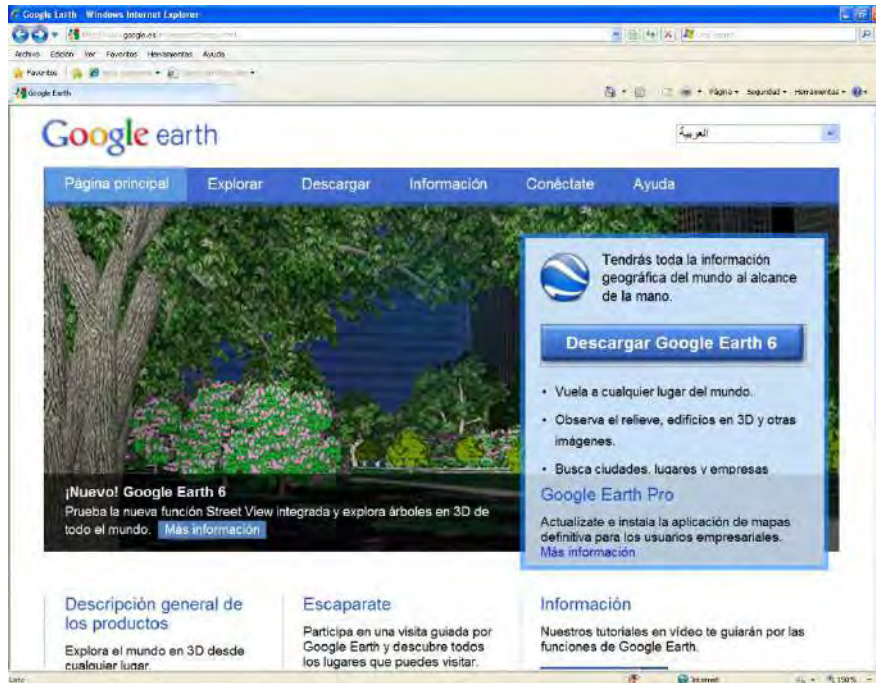 Google Earth - Windows Internet Explorer
google.es
Archivo Edición Ver Favoritos Herramientas Ayuda
Favoritos
Google Earth
Página Seguridad Herramientas
Google earth
العربية
Página principal Explorar Descargar Información Conéctate Ayuda
Tendrás toda la información
geográfica del mundo al alcance
de la mano.
Descargar Google Earth 6
• Vuela a cualquier lugar del mundo.
• Observa el relieve, edificios en 3D y otras
imágenes.
• Busca ciudades, lugares y empresas
Google Earth Pro
Actualízate e instala la aplicación de mapas
definitiva para los usuarios empresariales.
Más información
¡Nuevo! Google Earth 6
Prueba la nueva función Street View integrada y explora árboles en 3D de
todo el mundo. Más información
Descripción general de
los productos
Explora el mundo en 3D desde
cualquier lugar.
Escaparate
Participa en una visita guiada por
Google Earth y descubre todos
los lugares que puedes visitar.
Información
Nuestros tutoriales en vídeo te guiarán por las
funciones de Google Earth.
Listo
Internet
150%